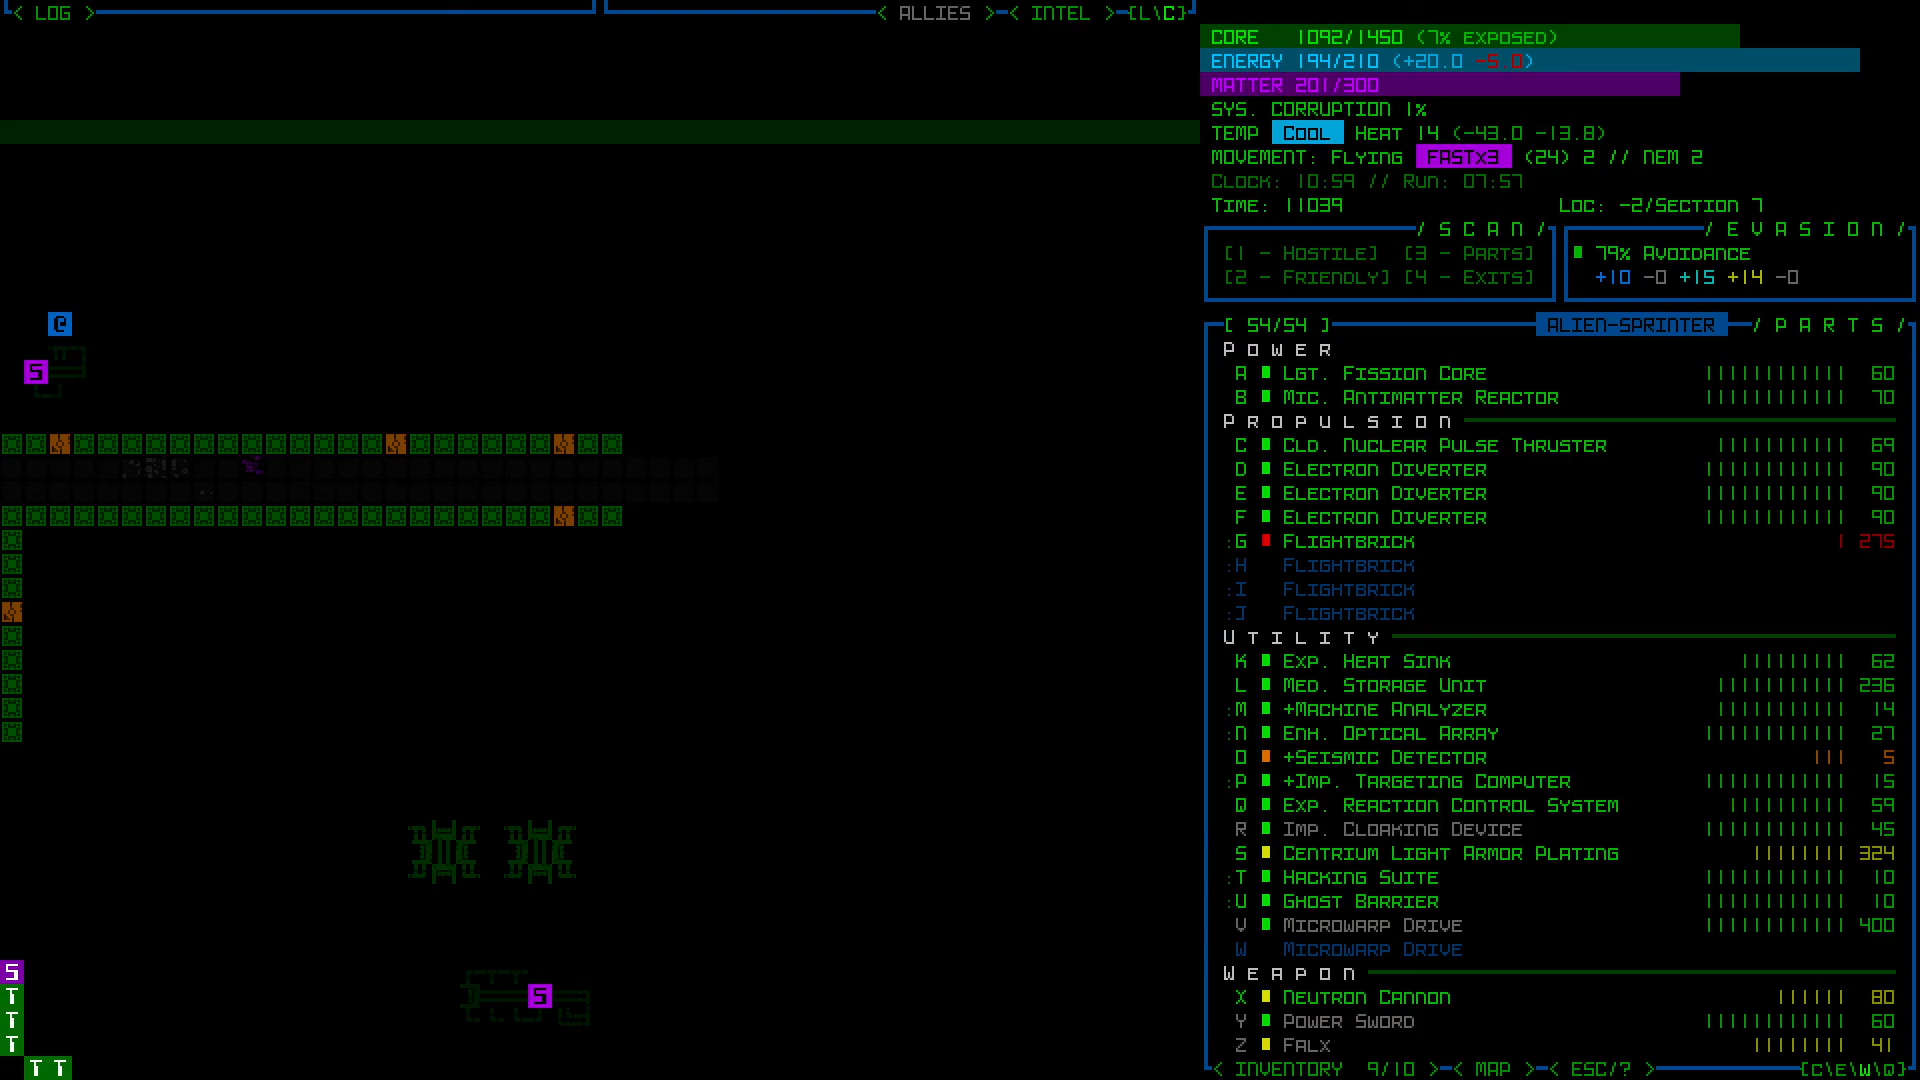 < LOG > < ALLIES > < INTEL > [L\C]
CORE 1092/1450 (7% EXPOSED)
ENERGY 194/210 (+20.0 -5.0)
MATTER 201/300
SYS. CORRUPTION 1%
TEMP COOL HEAT 14 (-43.0 -13.8)
MOVEMENT: FLYING FASTx3 (24) 2 // NEM 2
CLOCK: 10:59 // RUN: 07:57
TIME: 11039 LOC: -2/SECTION 7
/ S C A N /
[1 - HOSTILE] [3 - PARTS]
[2 - FRIENDLY] [4 - EXITS]
/ E V A S I O N /
79% AVOIDANCE
+10 -0 +15 +14 -0
[ 54/54 ] ALIEN-SPRINTER / P A R T S /
P O W E R
A LGT. FISSION CORE 60
B MIC. ANTIMATTER REACTOR 70
P R O P U L S I O N
C CLD. NUCLEAR PULSE THRUSTER 69
D ELECTRON DIVERTER 90
E ELECTRON DIVERTER 90
F ELECTRON DIVERTER 90
:G FLIGHTBRICK 275
:H FLIGHTBRICK
:I FLIGHTBRICK
:J FLIGHTBRICK
U T I L I T Y
K EXP. HEAT SINK 62
L MED. STORAGE UNIT 236
:M +MACHINE ANALYZER 14
:N ENH. OPTICAL ARRAY 27
O +SEISMIC DETECTOR 5
:P +IMP. TARGETING COMPUTER 15
Q EXP. REACTION CONTROL SYSTEM 59
R IMP. CLOAKING DEVICE 45
S CENTRIUM LIGHT ARMOR PLATING 324
:T HACKING SUITE 10
:U GHOST BARRIER 10
V MICROWARP DRIVE 400
W MICROWARP DRIVE
W E A P O N
X NEUTRON CANNON 80
Y POWER SWORD 60
Z FALX 41
< INVENTORY 9/10 > < MAP > < ESC/? > [C\E\W\Q]
@
S
S
S
T
T
T
T T